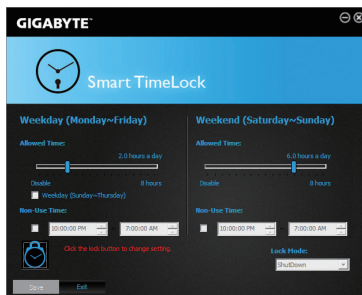 GIGABYTE™
Smart TimeLock
Weekday (Monday~Friday)
Allowed Time:
2.0 hours a day
Disable 8 hours
Weekday (Sunday~Thursday)
Non-Use Time:
10:00:00 PM ~ 7:00:00 AM
Click the lock button to change setting.
Weekend (Saturday~Sunday)
Allowed Time:
6.0 hours a day
Disable 8 hours
Non-Use Time:
10:00:00 PM ~ 7:00:00 AM
Lock Mode:
ShutDown
Save Exit